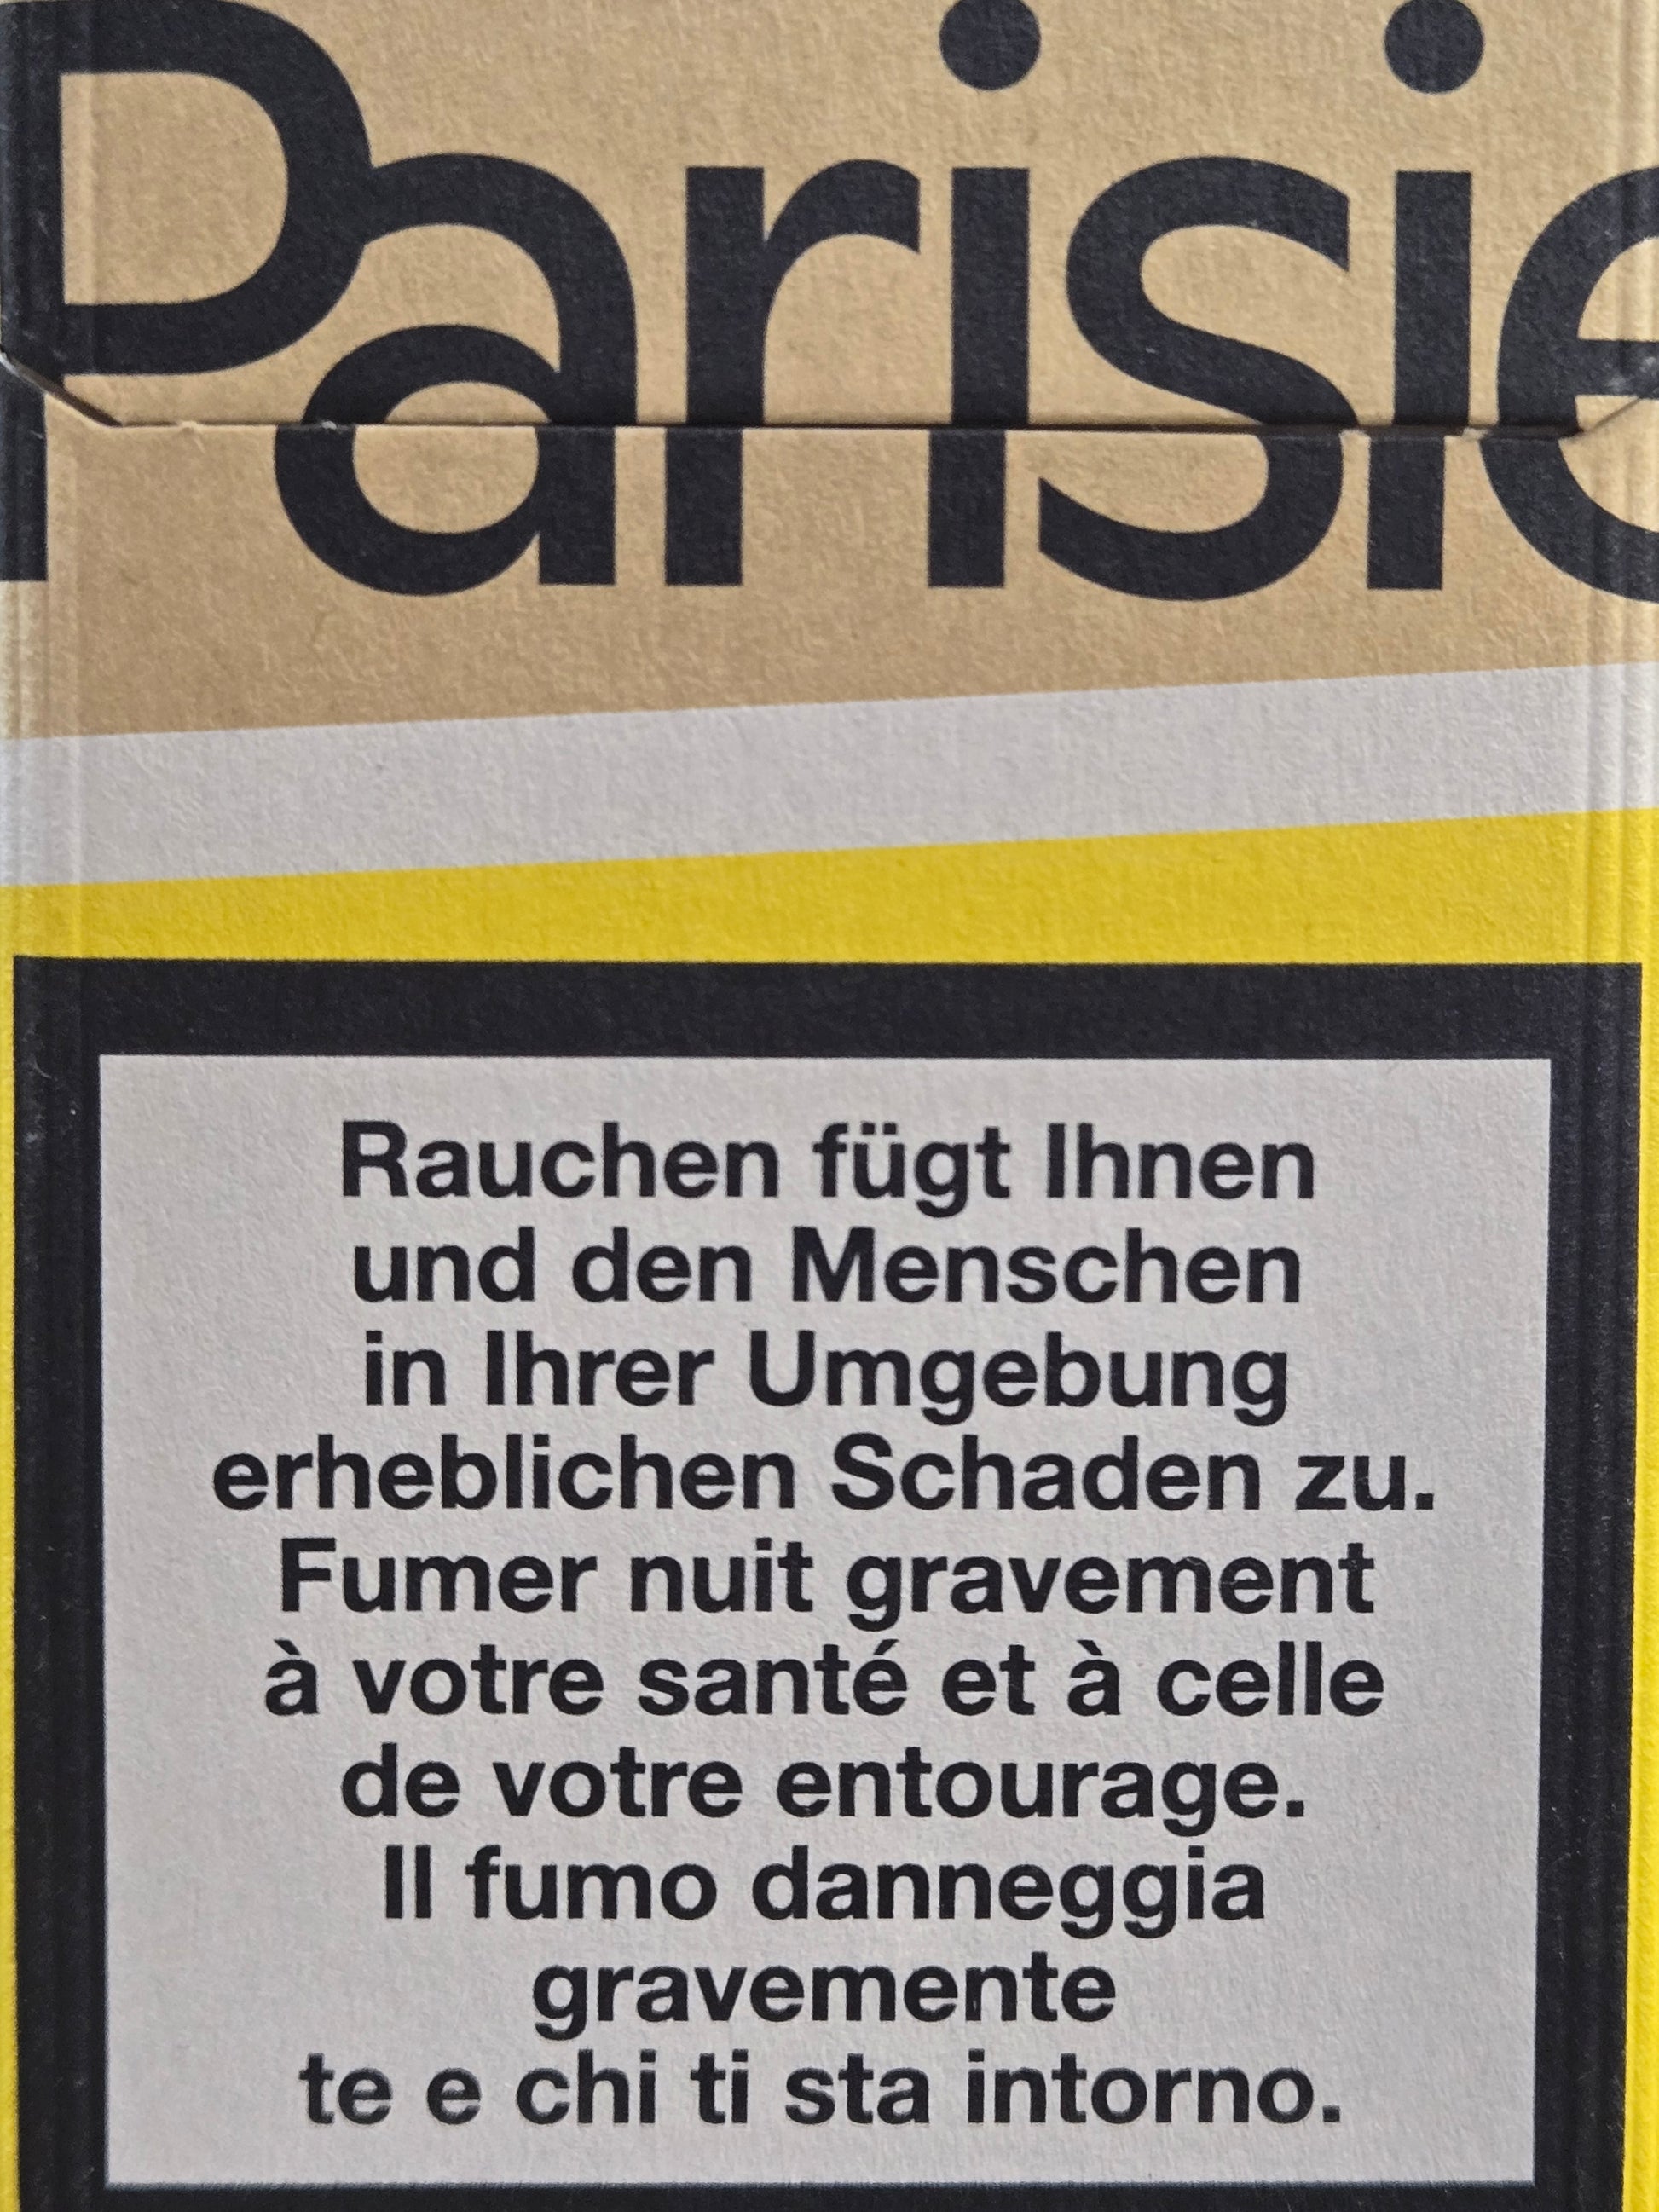 Parisie
Rauchen fügt Ihnen
und den Menschen
in Ihrer Umgebung
erheblichen Schaden zu.
Fumer nuit gravement
à votre santé et à celle
de votre entourage.
Il fumo danneggia
gravemente
te e chi ti sta intorno.